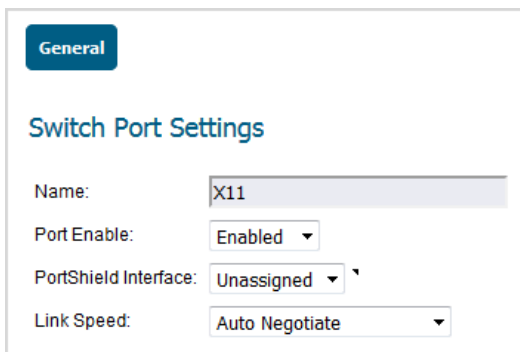 General
Switch Port Settings
Name: X11
Port Enable: Enabled
PortShield Interface: Unassigned
Link Speed: Auto Negotiate